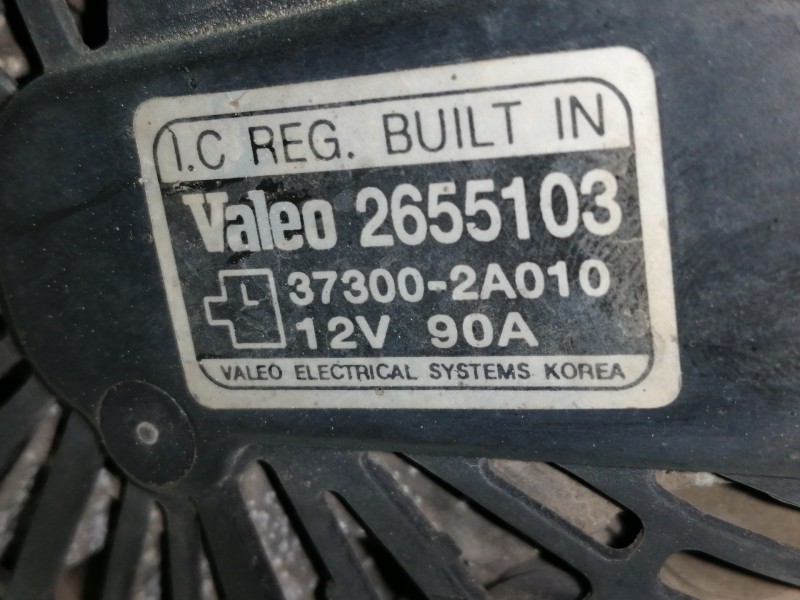 I.C REG. BUILT IN
Valeo 2655103
L 37300-2A010
12V 90A
VALEO ELECTRICAL SYSTEMS KOREA